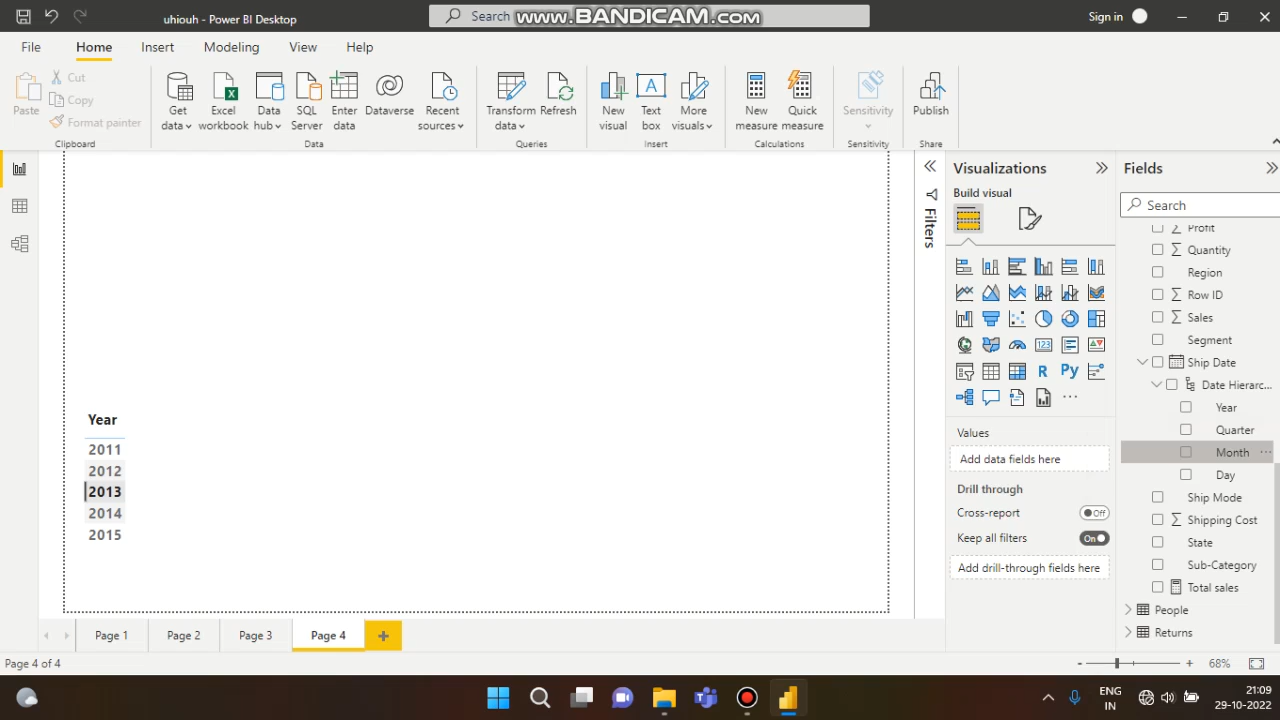 uhiouh - Power BI Desktop
Search
www.BANDICAM.com
Sign in
File
Home
Insert
Modeling
View
Help
Paste
Cut
Copy
Format painter
Clipboard
Get data
Excel workbook
Data hub
SQL Server
Enter data
Dataverse
Recent sources
Data
Transform data
Refresh
Queries
New visual
A
Text box
More visuals
Insert
New measure
Quick measure
Calculations
Sensitivity
Sensitivity
Publish
Share
Year
2011
2012
2013
2014
2015
Filters
Visualizations
Build visual
123
R
Py
...
Values
Add data fields here
Drill through
Cross-report
Off
Keep all filters
On
Add drill-through fields here
Fields
Search
Profit
Quantity
Region
Row ID
Sales
Segment
Ship Date
Date Hierarc...
Year
Quarter
Month ...
Day
Ship Mode
Shipping Cost
State
Sub-Category
Total sales
People
Returns
Page 1
Page 2
Page 3
Page 4
+
Page 4 of 4
- + 68%
ENG
IN
21:09
29-10-2022